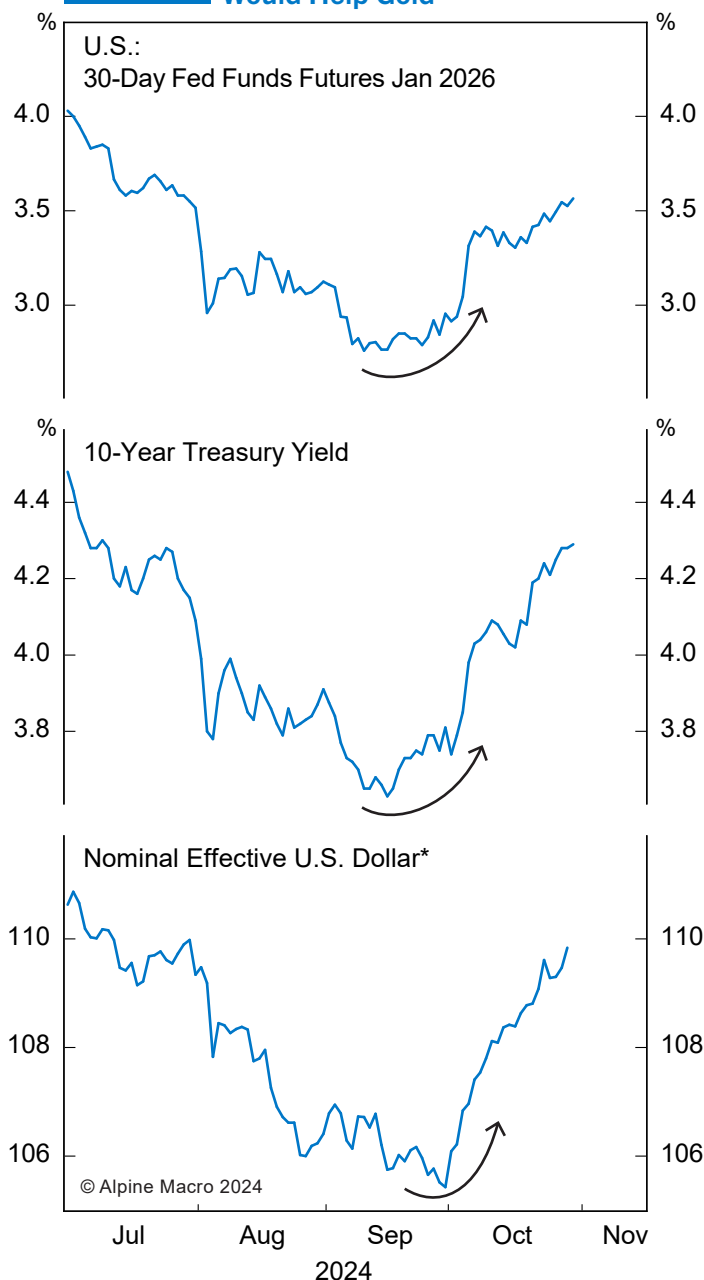 Would Help Gold
% %
U.S.:
30-Day Fed Funds Futures Jan 2026
4.0 4.0
3.5 3.5
3.0 3.0
% %
10-Year Treasury Yield
4.4 4.4
4.2 4.2
4.0 4.0
3.8 3.8
Nominal Effective U.S. Dollar*
110 110
108 108
106 106
© Alpine Macro 2024
Jul Aug Sep Oct Nov
2024